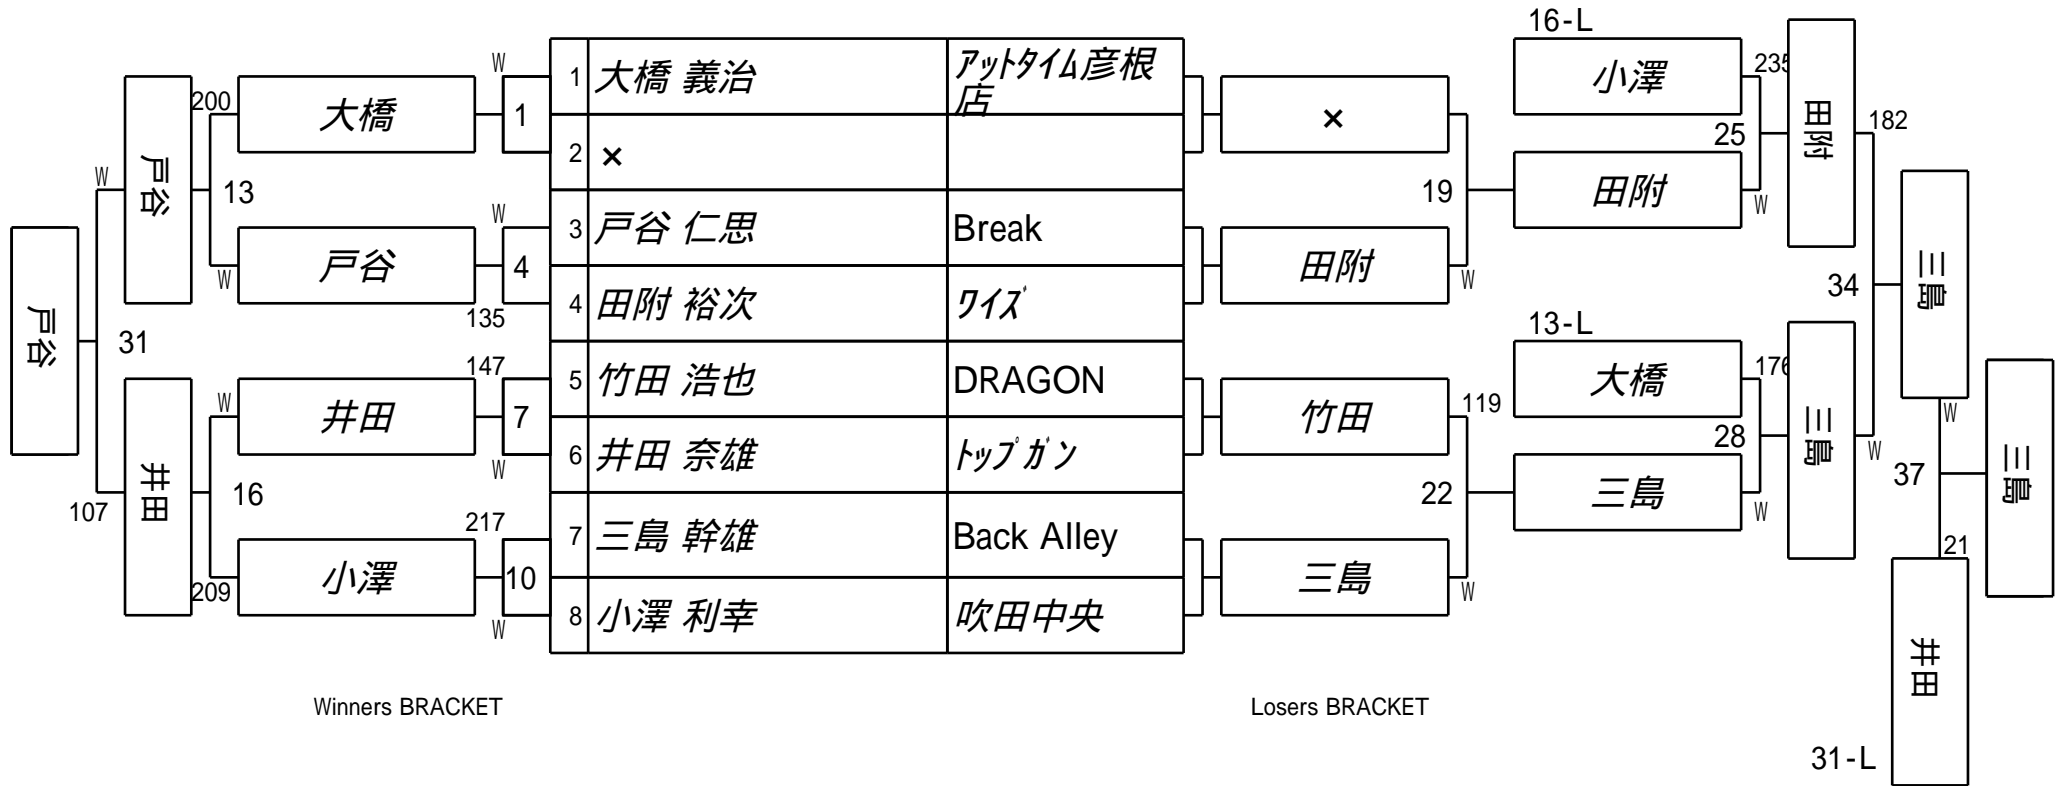 戸谷
W
31
107
戸谷
井田
200
13
W
W
16
209
大橋
戸谷
井田
小澤
W
1
W
4
135
147
7
W
217
10
W
1 大橋 義治 アットタイム彦根
店
2 ×
3 戸谷 仁思 Break
4 田附 裕次 ワイズ
5 竹田 浩也 DRAGON
6 井田 奈雄 トップガン
7 三島 幹雄 Back Alley
8 小澤 利幸 吹田中央
×
田附
竹田
三島
19
W
119
22
W
16-L
小澤
田附
13-L
大橋
三島
235
25
W
176
28
W
田附
三島
182
34
W
三島
W
37
21
井田
31-L
三島
Winners BRACKET
Losers BRACKET